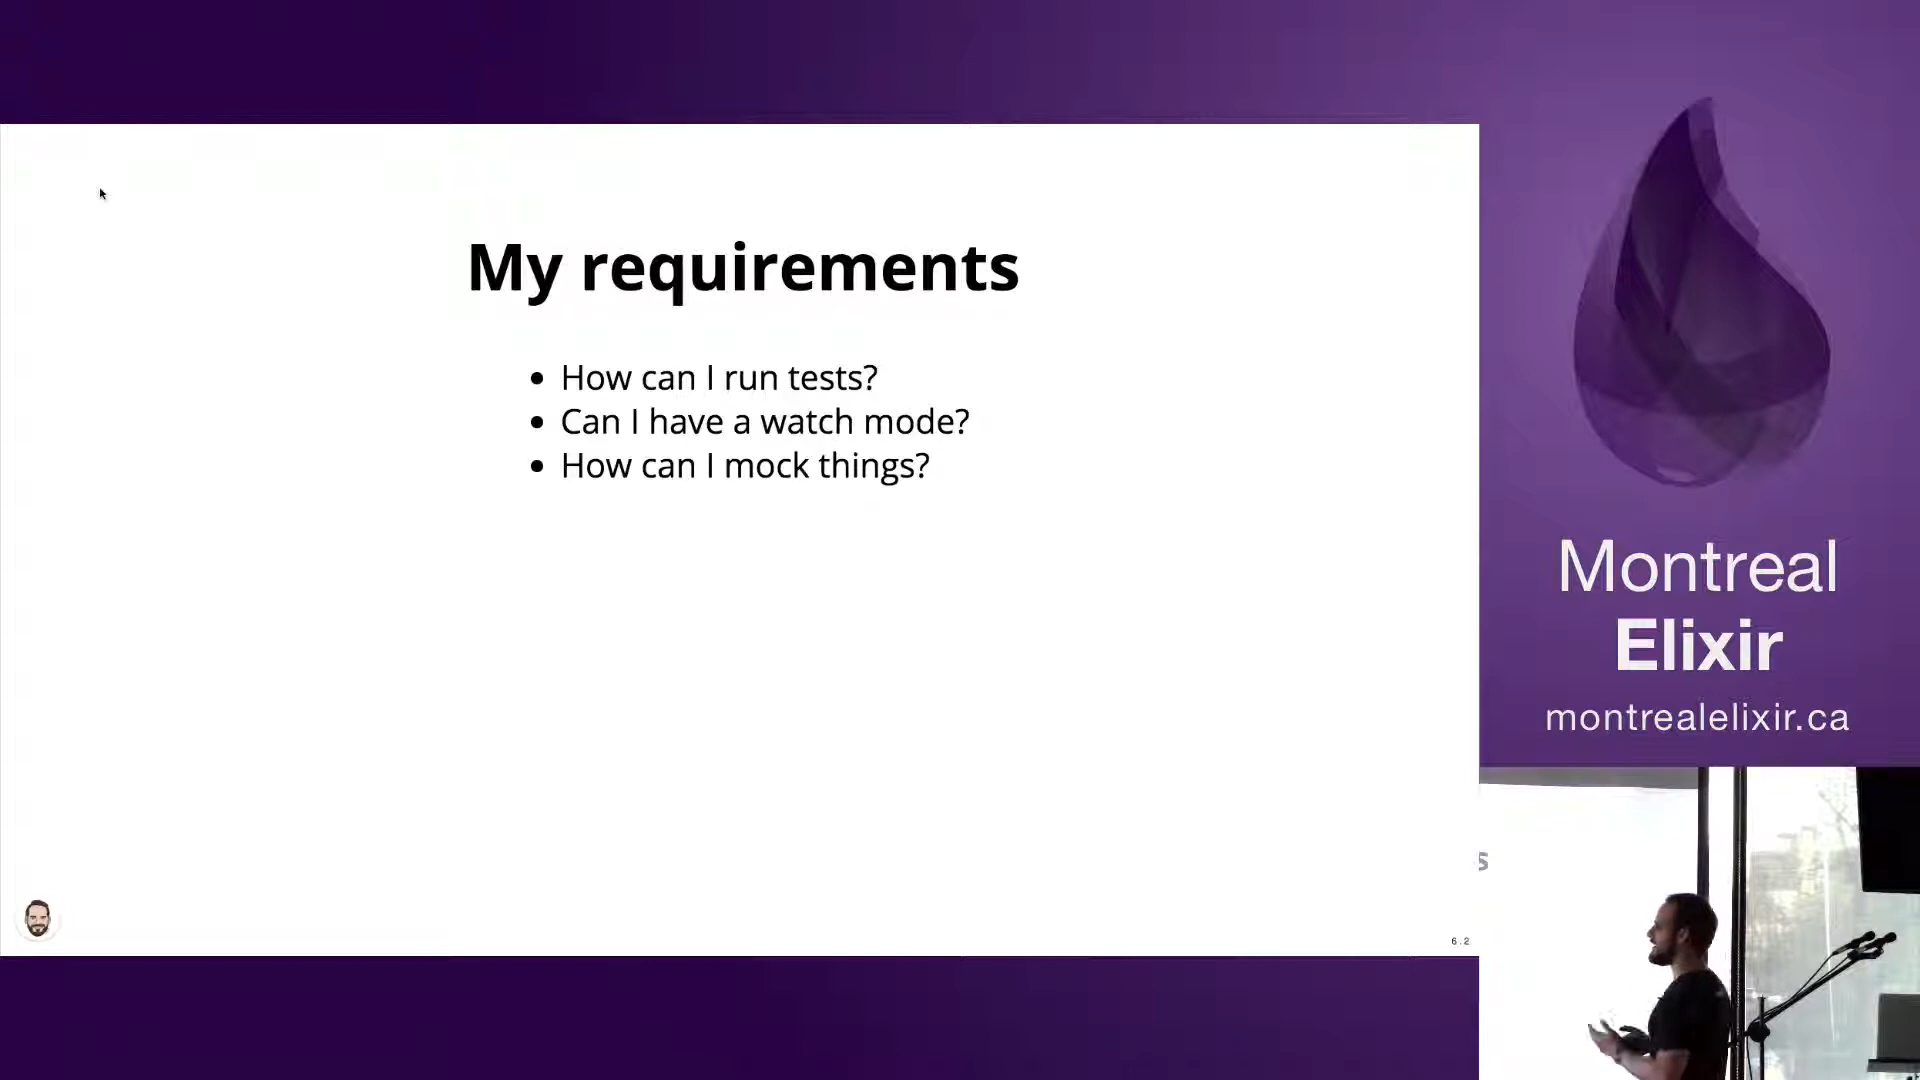 My requirements
• How can I run tests?
• Can I have a watch mode?
• How can I mock things?
6.2
Montreal
Elixir
montrealelixir.ca
s